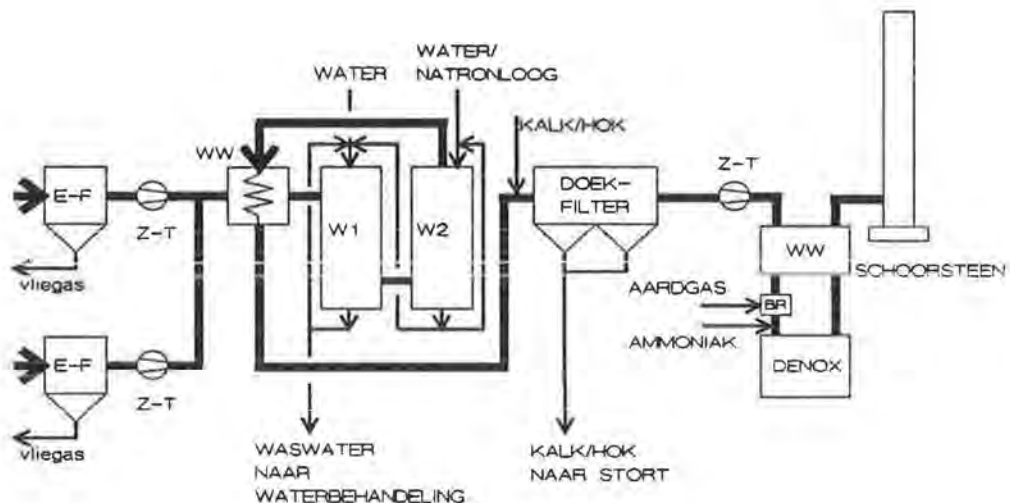 WATER/
NATRONLOOG
WATER
KALK/HOK
WW
Z-T
E-F
Z-T
DOEK-
FILTER
W1
W2
WW
SCHOORSTEEN
vliegas
AARDGAS
BR
AMMONIAK
E-F
Z-T
DENOX
vliegas
WASWATER
NAAR
WATERBEHANDELING
KALK/HOK
NAAR STORT